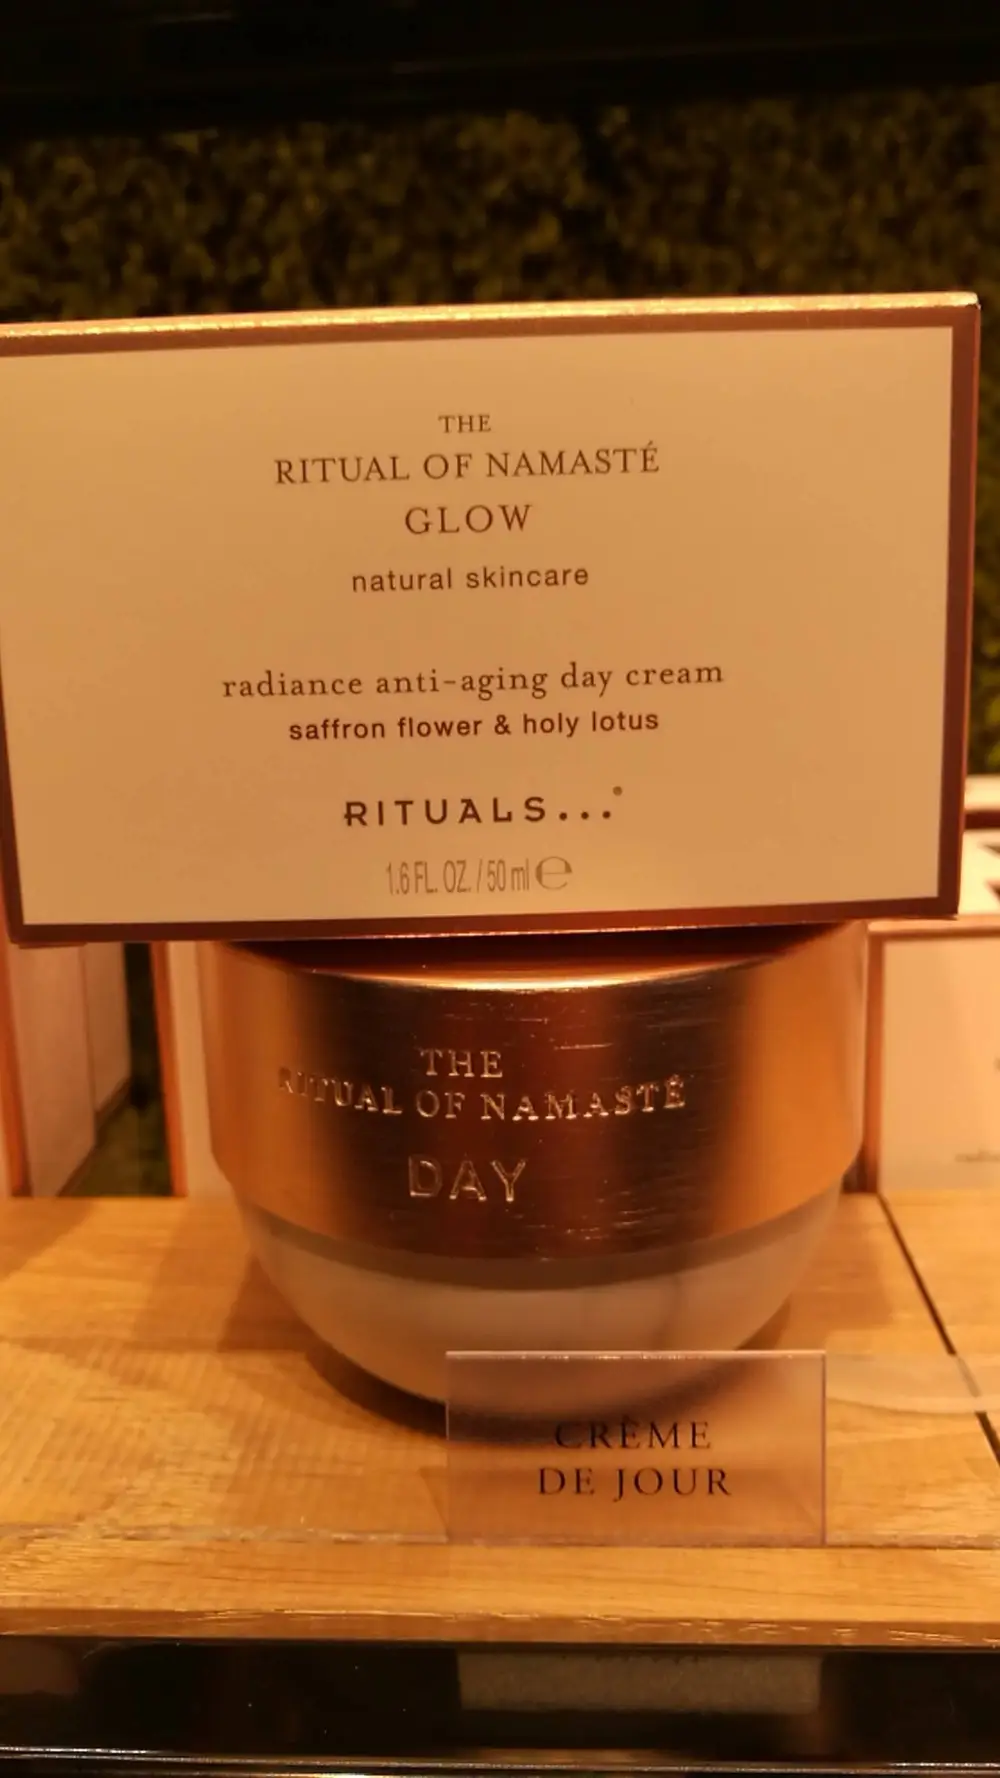 THE
RITUAL OF NAMASTÉ
GLOW
natural skincare
radiance anti-aging day cream
saffron flower & holy lotus
RITUALS...
1.6 FL. OZ. / 50 ml ℮
THE
RITUAL OF NAMASTÉ
DAY
CRÈME
DE JOUR